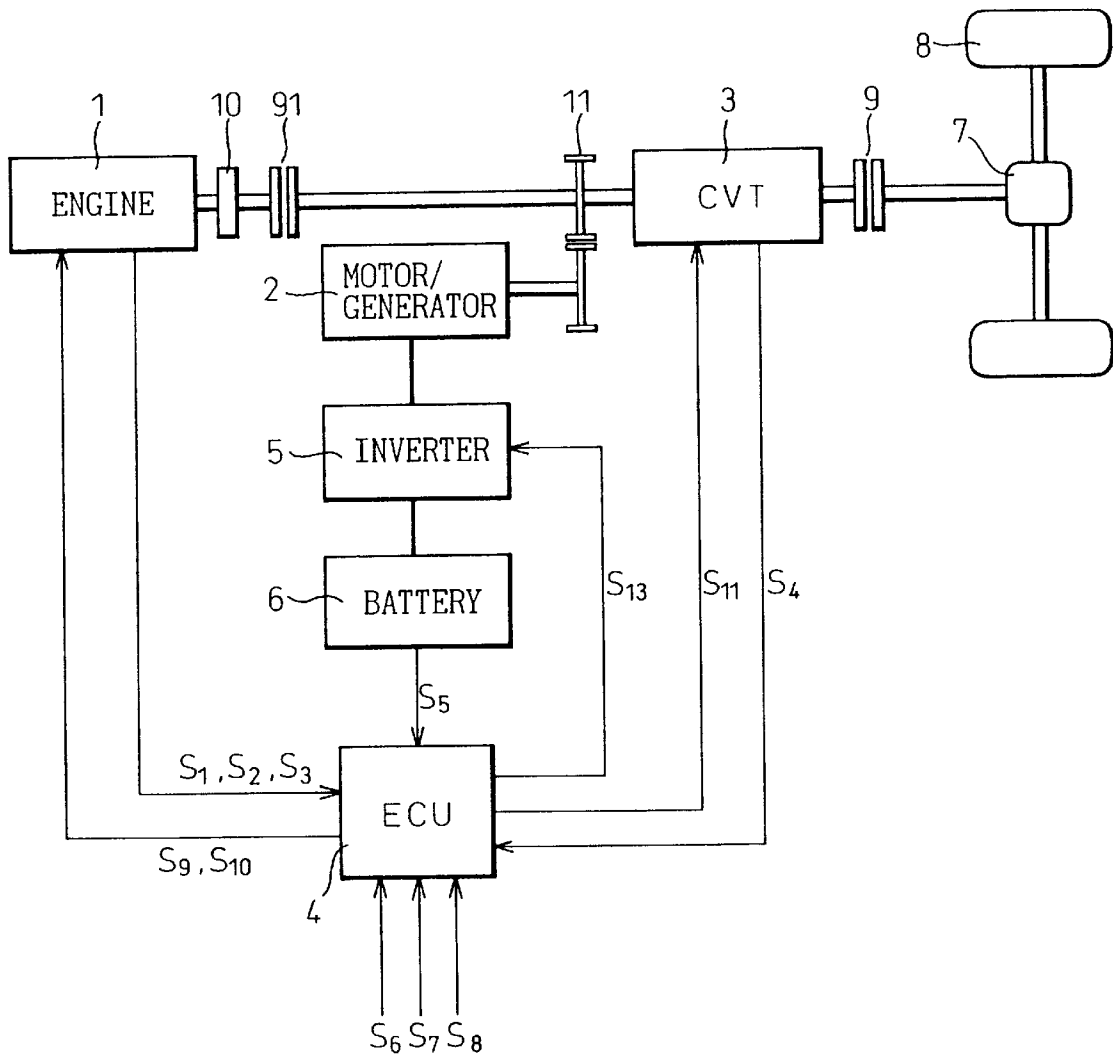 8
1
10
91
11
3
9
7
ENGINE
CVT
2
MOTOR/
GENERATOR
5
INVERTER
6
BATTERY
S13
S11
S4
S5
S1, S2, S3
ECU
S9, S10
4
S6
S7
S8